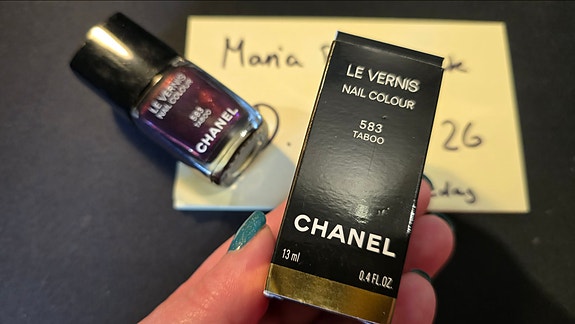 LE VERNIS
NAIL COLOUR
583
TABOO
CHANEL
Maria
26
LE VERNIS
NAIL COLOUR
583
TABOO
CHANEL
13 ml 0.4 FL.OZ.